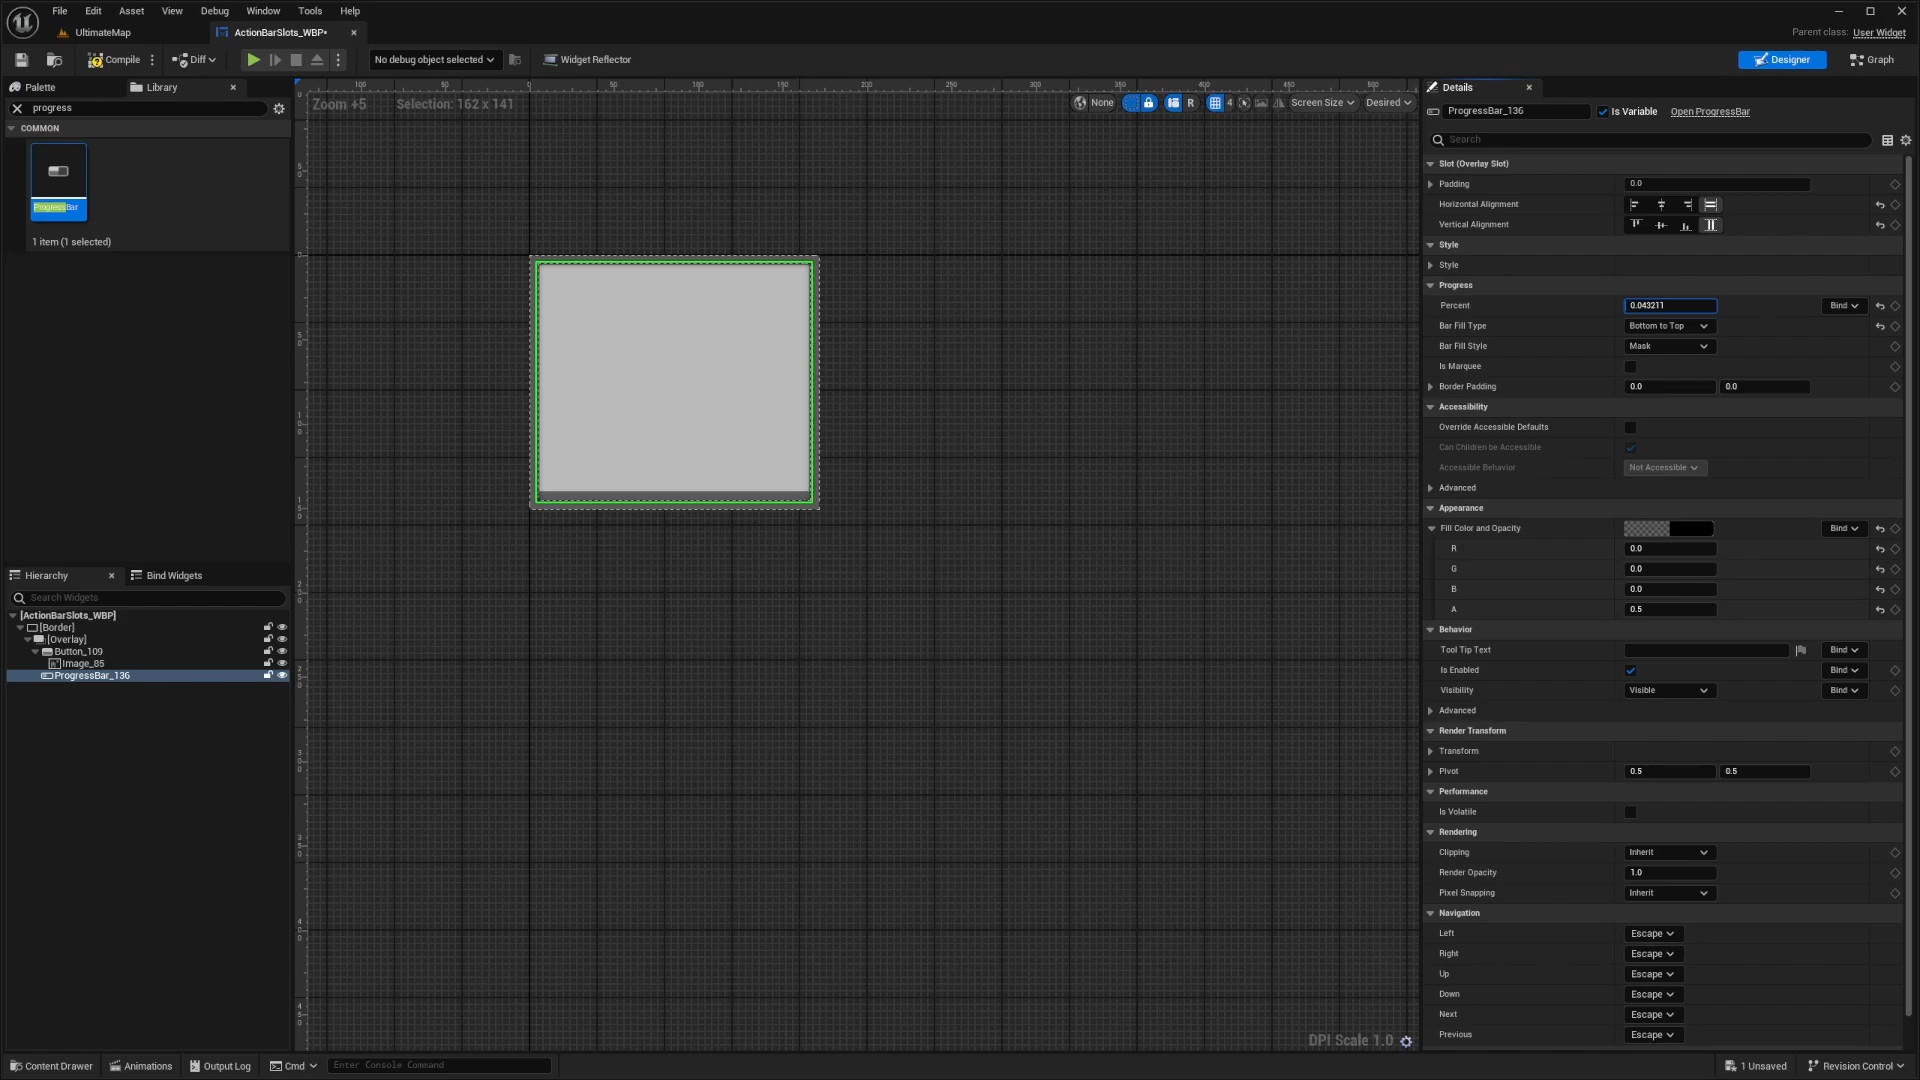 File Edit Asset View Debug Window Tools Help
UltimateMap
ActionBarSlots_WBP•
Parent class: User Widget
Compile Diff No debug object selected Widget Reflector Designer Graph
Palette Library
progress
COMMON
ProgressBar
1 item (1 selected)
Zoom +5 Selection: 162 x 141
None R 4 Screen Size Desired
Hierarchy Bind Widgets
Search Widgets
[ActionBarSlots_WBP]
[Border]
[Overlay]
Button_109
Image_85
ProgressBar_136
DPI Scale 1.0
Details
ProgressBar_136 Is Variable Open ProgressBar
Search
Slot (Overlay Slot)
Padding 0.0
Horizontal Alignment
Vertical Alignment
Style
Style
Progress
Percent 0.043211 Bind
Bar Fill Type Bottom to Top
Bar Fill Style Mask
Is Marquee
Border Padding 0.0 0.0
Accessibility
Override Accessible Defaults
Can Children be Accessible
Accessible Behavior Not Accessible
Advanced
Appearance
Fill Color and Opacity Bind
R 0.0
G 0.0
B 0.0
A 0.5
Behavior
Tool Tip Text Bind
Is Enabled Bind
Visibility Visible Bind
Advanced
Render Transform
Transform
Pivot 0.5 0.5
Performance
Is Volatile
Rendering
Clipping Inherit
Render Opacity 1.0
Pixel Snapping Inherit
Navigation
Left Escape
Right Escape
Up Escape
Down Escape
Next Escape
Previous Escape
Content Drawer Animations Output Log Cmd Enter Console Command 1 Unsaved Revision Control